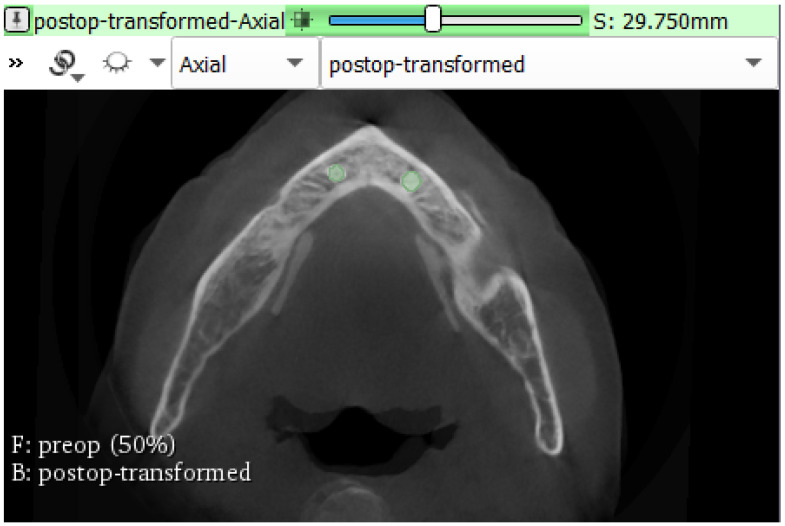 postop-transformed-Axial S: 29.750mm
» Axial postop-transformed
F: preop (50%)
B: postop-transformed